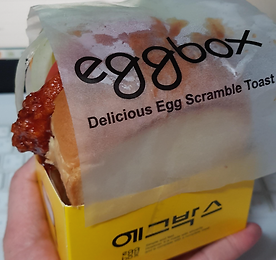 eggbox
Delicious Egg Scramble Toast
에그박스